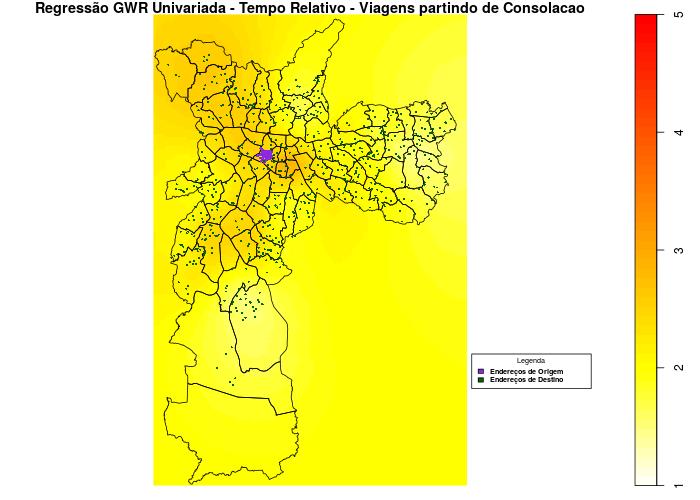 Regressão GWR Univariada - Tempo Relativo - Viagens partindo de Consolacao
5
4
3
2
1
Legenda
Endereços de Origem
Endereços de Destino